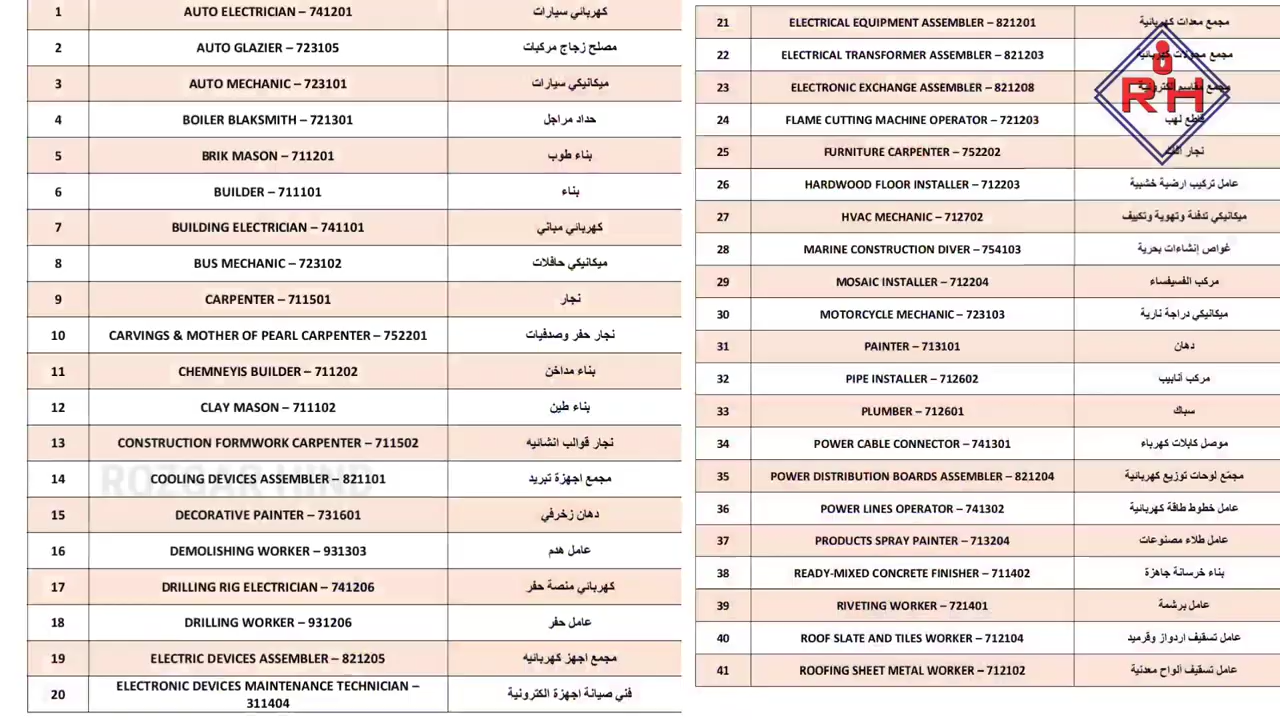 1 AUTO ELECTRICIAN – 741201 كهربائي سيارات
2 AUTO GLAZIER – 723105 مصلح زجاج مركبات
3 AUTO MECHANIC – 723101 ميكانيكي سيارات
4 BOILER BLAKSMITH – 721301 حداد مراجل
5 BRIK MASON – 711201 بناء طوب
6 BUILDER – 711101 بناء
7 BUILDING ELECTRICIAN – 741101 كهربائي مباني
8 BUS MECHANIC – 723102 ميكانيكي حافلات
9 CARPENTER – 711501 نجار
10 CARVINGS & MOTHER OF PEARL CARPENTER – 752201 نجار حفر وصدفيات
11 CHEMNEYIS BUILDER – 711202 بناء مداخن
12 CLAY MASON – 711102 بناء طين
13 CONSTRUCTION FORMWORK CARPENTER – 711502 نجار قوالب انشائيه
14 COOLING DEVICES ASSEMBLER – 821101 مجمع اجهزة تبريد
ROZGAR HIND
15 DECORATIVE PAINTER – 731601 دهان زخرفي
16 DEMOLISHING WORKER – 931303 عامل هدم
17 DRILLING RIG ELECTRICIAN – 741206 كهربائي منصة حفر
18 DRILLING WORKER – 931206 عامل حفر
19 ELECTRIC DEVICES ASSEMBLER – 821205 مجمع اجهز كهربائيه
20 ELECTRONIC DEVICES MAINTENANCE TECHNICIAN – فني صيانة اجهزة الكترونية
311404
21 ELECTRICAL EQUIPMENT ASSEMBLER – 821201 مجمع معدات كهربائية
22 ELECTRICAL TRANSFORMER ASSEMBLER – 821203 مجمع محولات كهربائية
23 ELECTRONIC EXCHANGE ASSEMBLER – 821208 مجمع مقاسم الكترونية
RH
24 FLAME CUTTING MACHINE OPERATOR – 721203 قاطع لهب
25 FURNITURE CARPENTER – 752202 نجار اثاث
26 HARDWOOD FLOOR INSTALLER – 712203 عامل تركيب ارضية خشبية
27 HVAC MECHANIC – 712702 ميكانيكي تدفئة وتهوية وتكييف
28 MARINE CONSTRUCTION DIVER – 754103 غواص إنشاءات بحرية
29 MOSAIC INSTALLER – 712204 مركب الفسيفساء
30 MOTORCYCLE MECHANIC – 723103 ميكانيكي دراجة نارية
31 PAINTER – 713101 دهان
32 PIPE INSTALLER – 712602 مركب أنابيب
33 PLUMBER – 712601 سباك
34 POWER CABLE CONNECTOR – 741301 موصل كابلات كهرباء
35 POWER DISTRIBUTION BOARDS ASSEMBLER – 821204 مجمّع لوحات توزيع كهربائية
36 POWER LINES OPERATOR – 741302 عامل خطوط طاقة كهربائية
37 PRODUCTS SPRAY PAINTER – 713204 عامل طلاء مصنوعات
38 READY-MIXED CONCRETE FINISHER – 711402 بناء خرسانة جاهزة
39 RIVETING WORKER – 721401 عامل برشمة
40 ROOF SLATE AND TILES WORKER – 712104 عامل تسقيف اردواز وقرميد
41 ROOFING SHEET METAL WORKER – 712102 عامل تسقيف ألواح معدنية